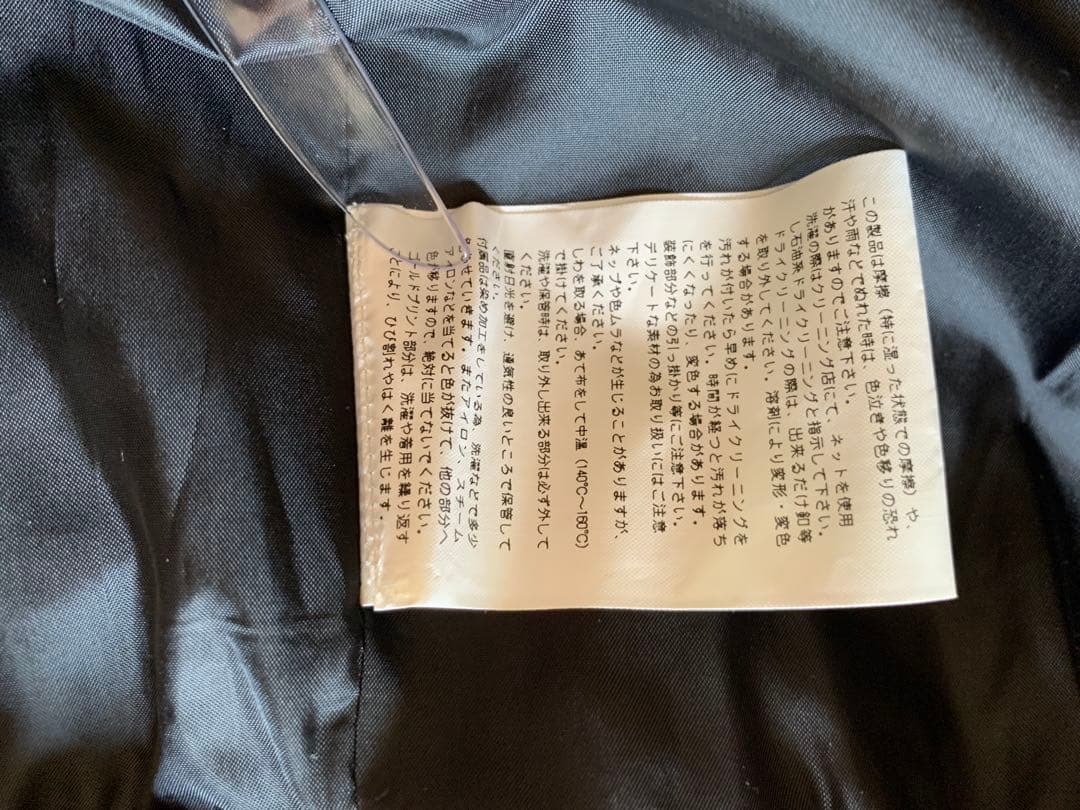 この製品は摩擦（特に湿った状態での摩擦）や、
汗や雨などでぬれた時は、色泣きや色移りの恐れ
がありますのでご注意下さい。
洗濯の際はクリーニング店にて、ネットを使用
し石油系ドライクリーニングと指示して下さい。
ドライクリーニングの際は、出来るだけ釦等
を取り外してください。溶剤により変形・変色
する場合があります。
汚れが付いたら早めにドライクリーニングを
を行ってください。時間が経つと汚れが落ち
にくくなったり、変色する場合があります。
装飾部分などの引っ掛かり等にご注意下さい。
デリケートな素材の為お取り扱いにはご注意
下さい。
ネップや色ムラなどが生じることがありますが、
ご了承ください。
しわを取る場合、あて布をして中温（140℃～160℃）
で掛けてください。
洗濯や保管時は、取り外し出来る部分は必ず外して
ください。
直射日光を避け、通気性の良いところで保管して
ください。
付属品は染め加工をしている為、洗濯などで多少
色あせていきます。またアイロン、スチーム
アイロンなどを当てると色が抜けて、他の部分へ
色が移りますので、絶対に当てないでください。
ゴールドプリント部分は、洗濯や着用を繰り返す
ことにより、ひび割れやはく離を生じます。